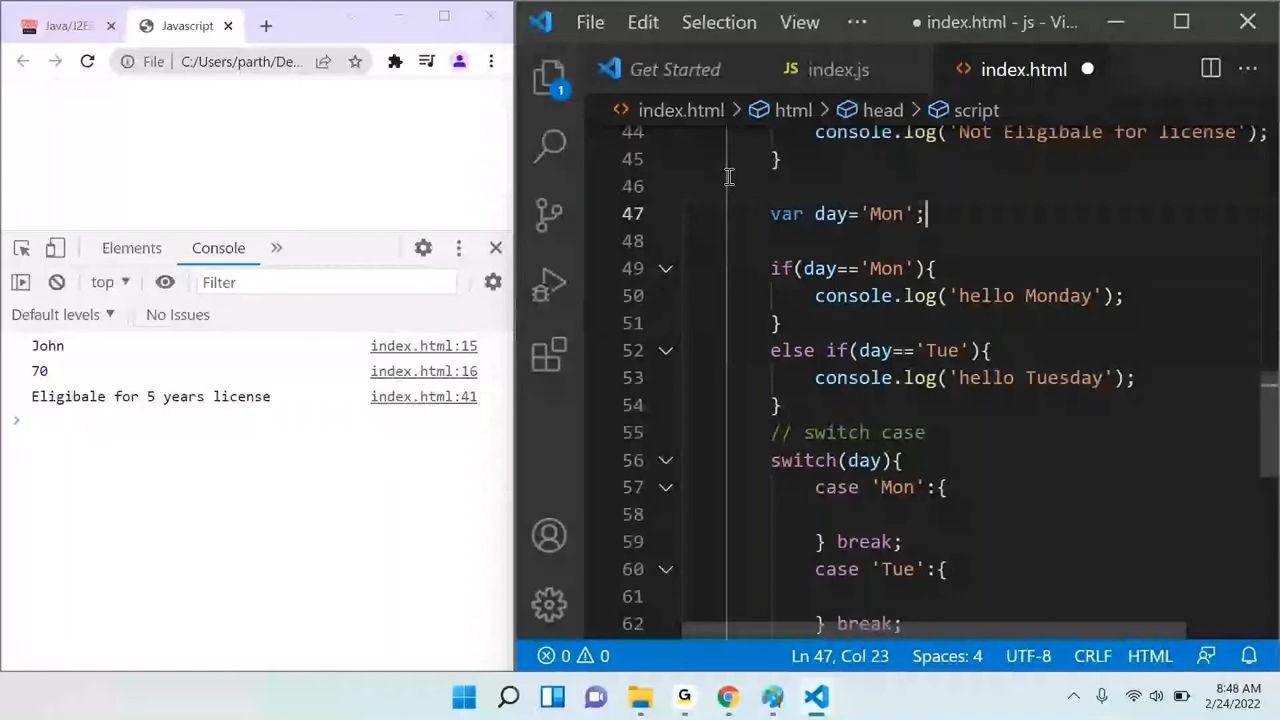 Java/J2E
Javascript
File
C:/Users/parth/De...
Elements
Console
top
Filter
Default levels
No Issues
John
index.html:15
70
index.html:16
Eligibale for 5 years license
index.html:41
File Edit Selection View ...
● index.html - js - Vi...
1
Get Started
JS index.js
index.html
index.html > html > head > script
44 console.log('Not Eligibale for license');
45 }
46
47 var day='Mon';
48
49 if(day=='Mon'){
50 console.log('hello Monday');
51 }
52 else if(day=='Tue'){
53 console.log('hello Tuesday');
54 }
55 // switch case
56 switch(day){
57 case 'Mon':{
58
59 } break;
60 case 'Tue':{
61
62 } break;
0 0
Ln 47, Col 23
Spaces: 4
UTF-8
CRLF
HTML
G
8:48 AM
2/24/2022